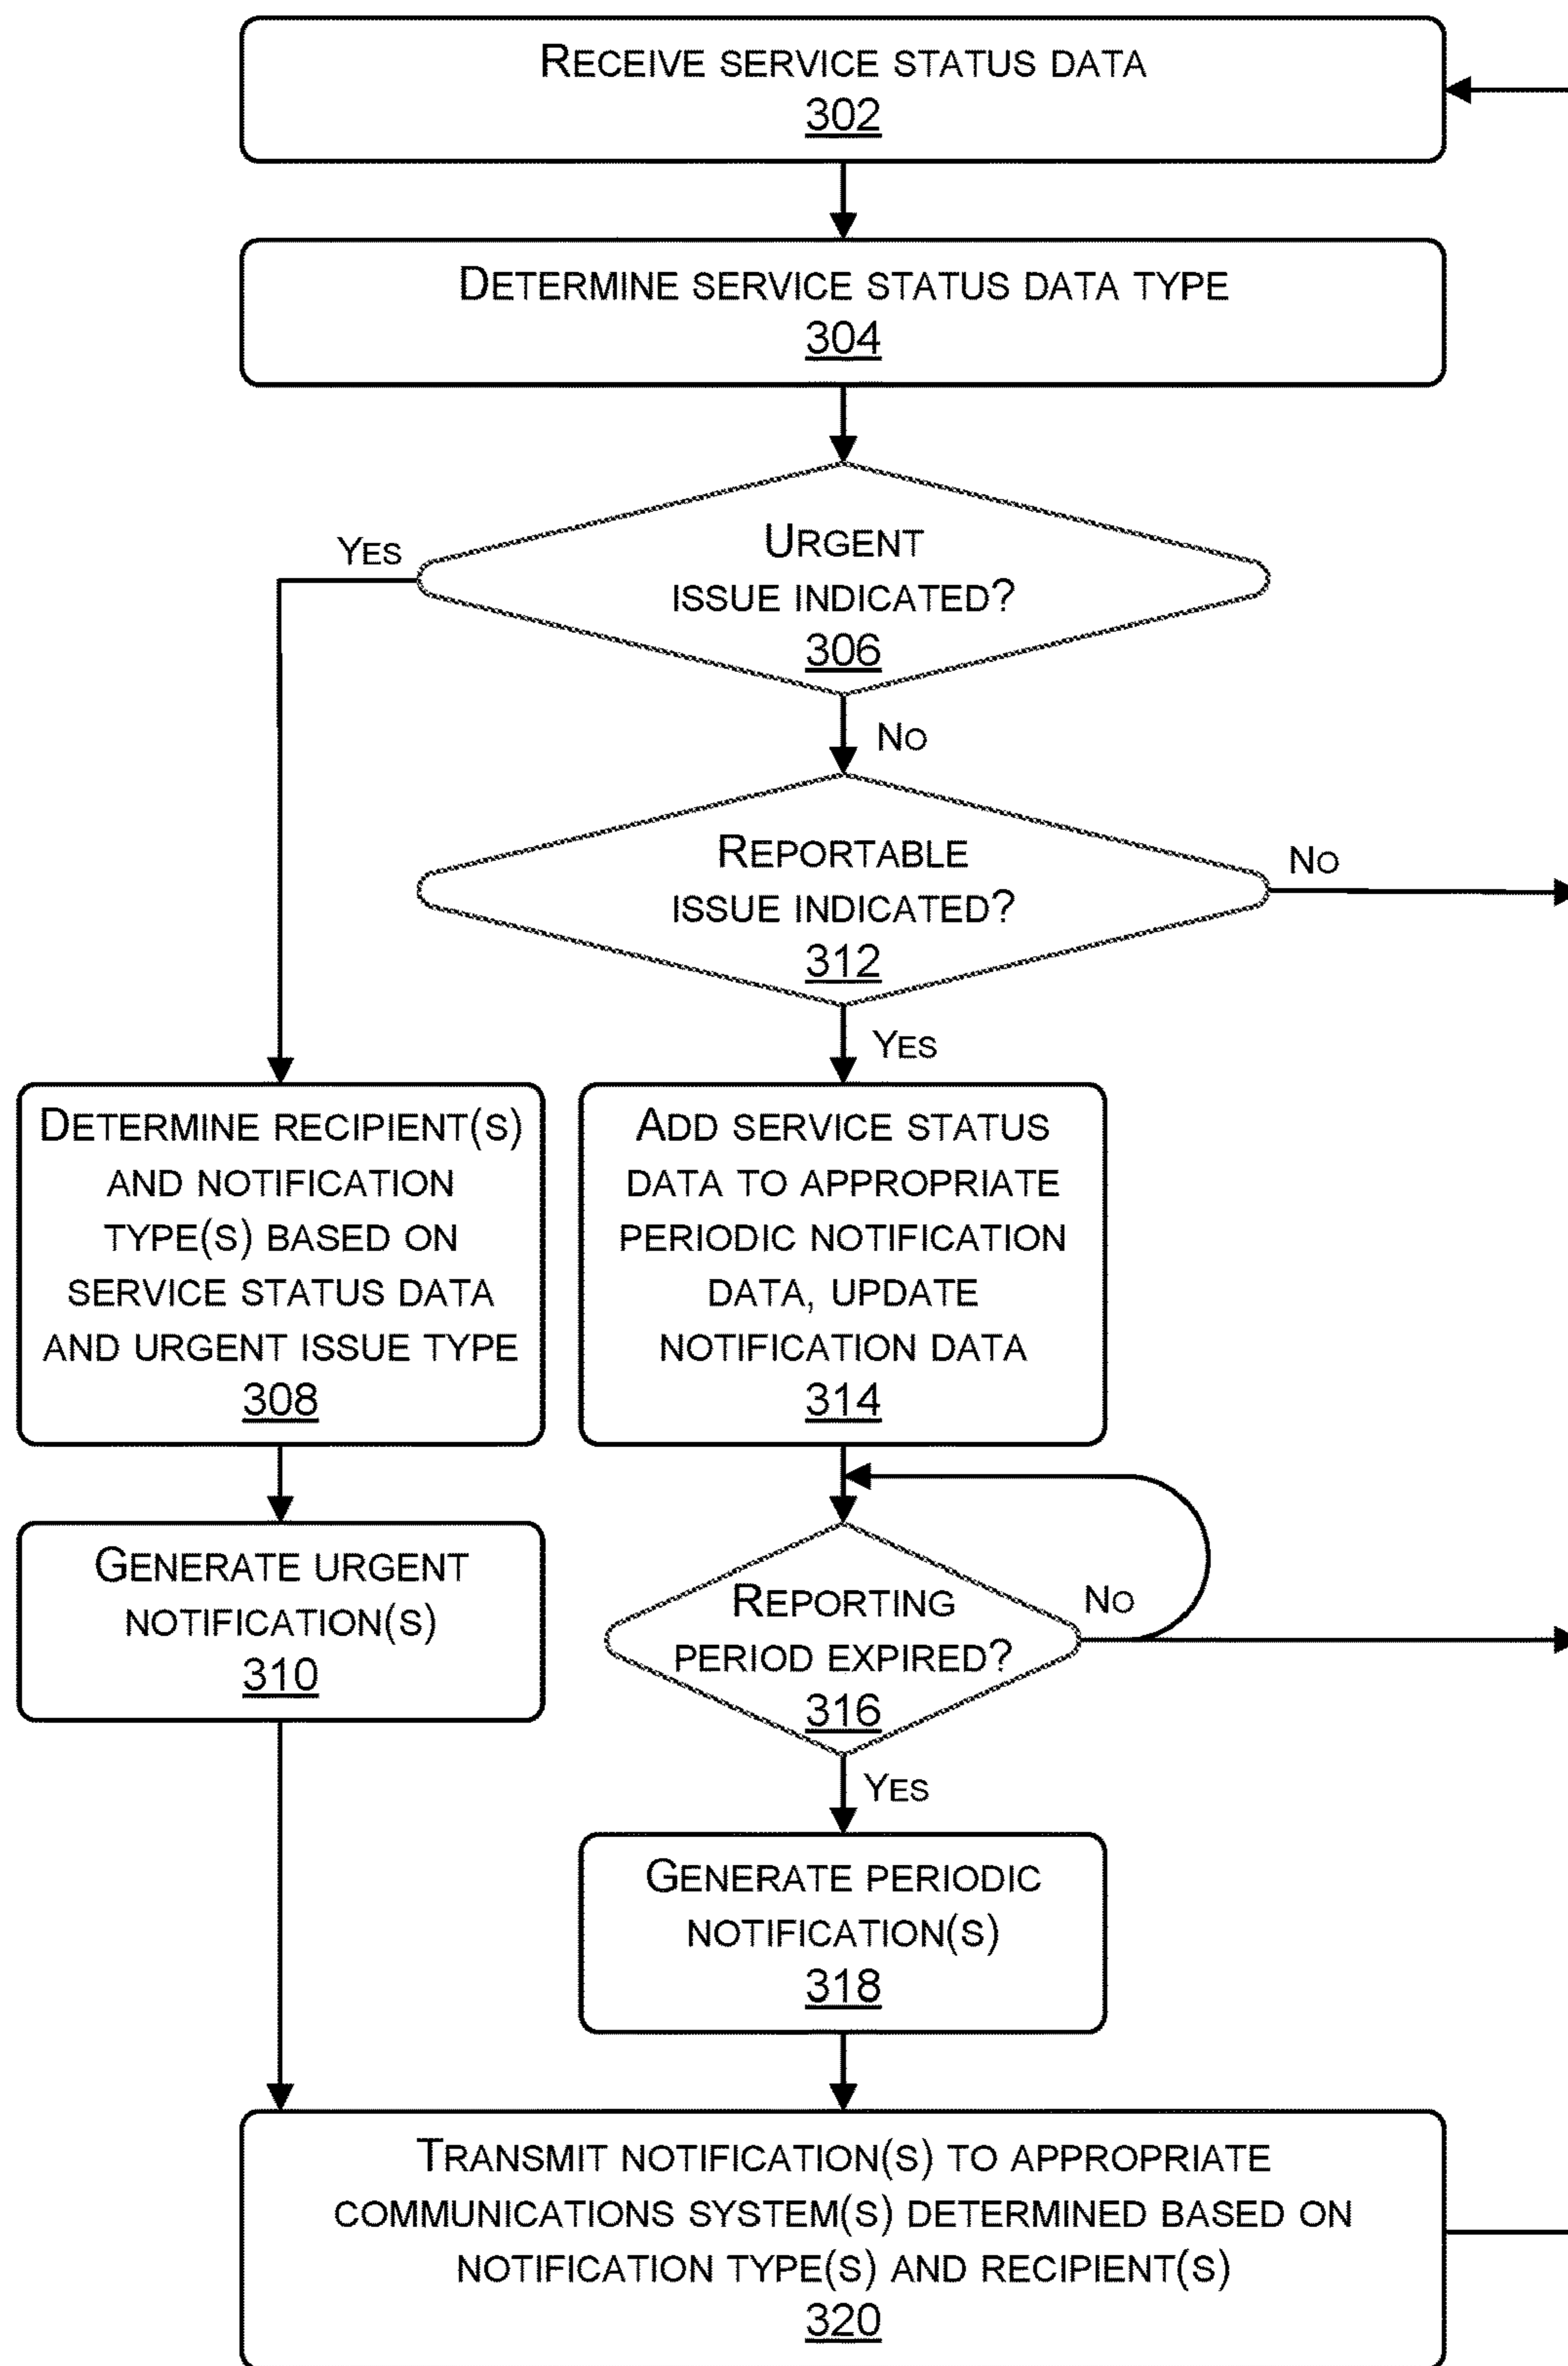 RECEIVE SERVICE STATUS DATA
302
DETERMINE SERVICE STATUS DATA TYPE
304
YES
URGENT
ISSUE INDICATED?
306
NO
REPORTABLE
ISSUE INDICATED?
312
NO
YES
DETERMINE RECIPIENT(S)
AND NOTIFICATION
TYPE(S) BASED ON
SERVICE STATUS DATA
AND URGENT ISSUE TYPE
308
ADD SERVICE STATUS
DATA TO APPROPRIATE
PERIODIC NOTIFICATION
DATA, UPDATE
NOTIFICATION DATA
314
GENERATE URGENT
NOTIFICATION(S)
310
REPORTING
PERIOD EXPIRED?
316
NO
YES
GENERATE PERIODIC
NOTIFICATION(S)
318
TRANSMIT NOTIFICATION(S) TO APPROPRIATE
COMMUNICATIONS SYSTEM(S) DETERMINED BASED ON
NOTIFICATION TYPE(S) AND RECIPIENT(S)
320